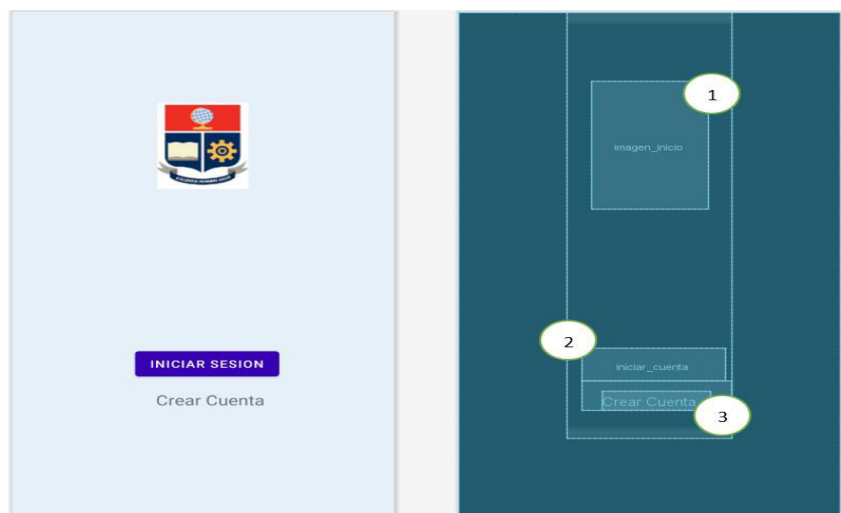 INICIAR SESION
Crear Cuenta
1
imagen_inicio
2
iniciar_cuenta
Crear Cuenta
3